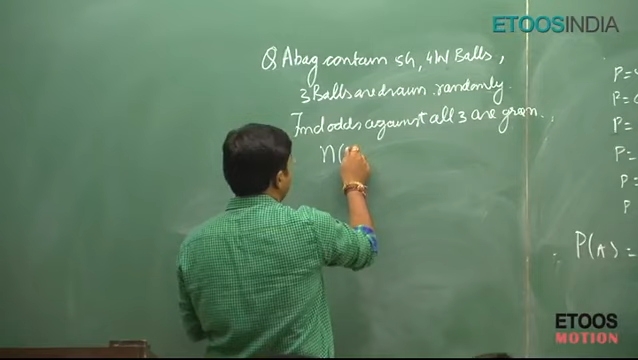 ETOOSINDIA
Q A bag contain 5G, 4W Balls,
3 Balls are drawn randomly.
Find odds against all 3 are green.
n(
P=
P=
P=
P=
P=
P
P(A) =
ETOOS
MOTION